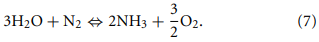 3H₂O + N₂ ⇔ 2NH₃ + 3/2 O₂. (7)